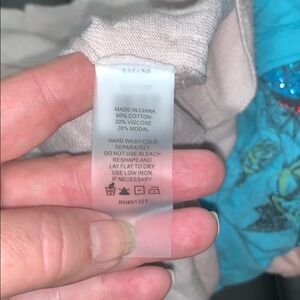 MADE IN CHINA
60% COTTON
20% VISCOSE
20% MODAL
HAND WASH COLD
SEPARATELY
DO NOT USE BLEACH
RESHAPE AND
LAY FLAT TO DRY
USE LOW IRON
IF NECESSARY